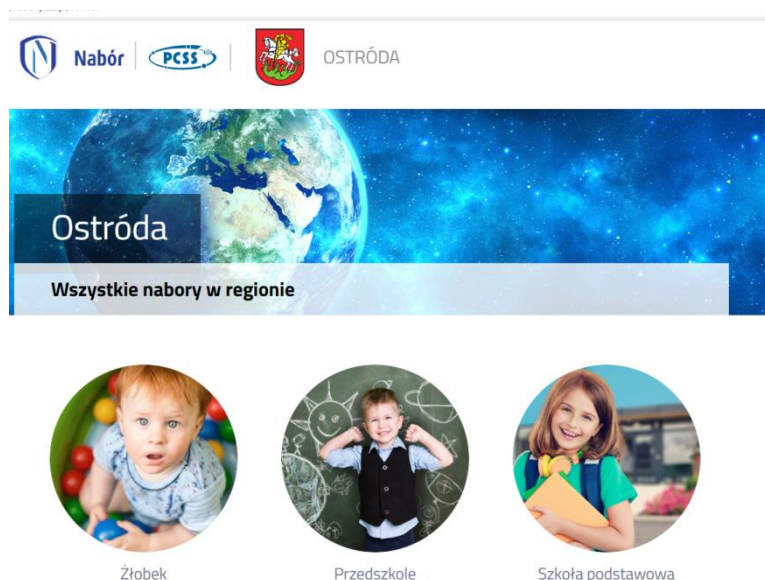 Nabór
PCSS
OSTRÓDA
Ostróda
Wszystkie nabory w regionie
Żłobek
Przedszkole
Szkoła podstawowa